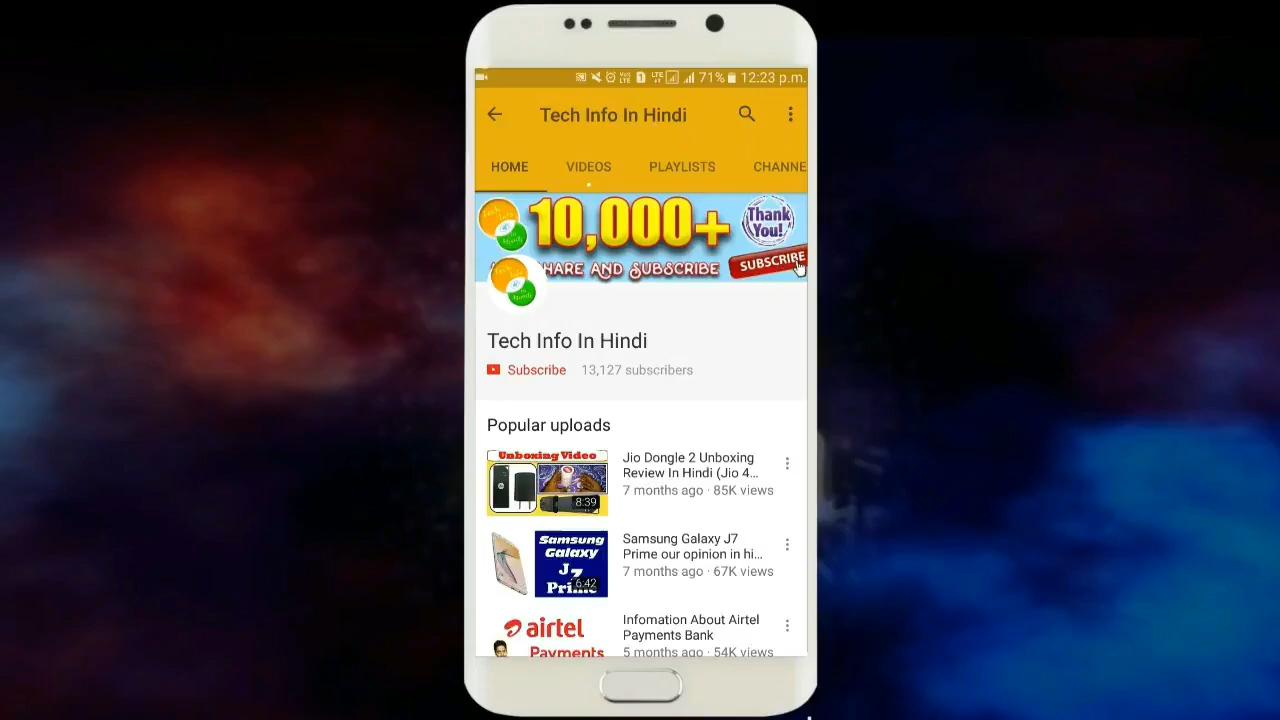 71% 12:23 p.m.
Tech Info In Hindi
HOME VIDEOS PLAYLISTS CHANNE
10,000+
Thank You!
HARE AND SUBSCRIBE
SUBSCRIBE
Tech Info In Hindi
Subscribe 13,127 subscribers
Popular uploads
Unboxing Video
8:39
Jio Dongle 2 Unboxing
Review In Hindi (Jio 4...
7 months ago · 85K views
Samsung
Galaxy
J7
Prime
6:42
Samsung Galaxy J7
Prime our opinion in hi...
7 months ago · 67K views
airtel
Payments
Infomation About Airtel
Payments Bank
5 months ago · 54K views